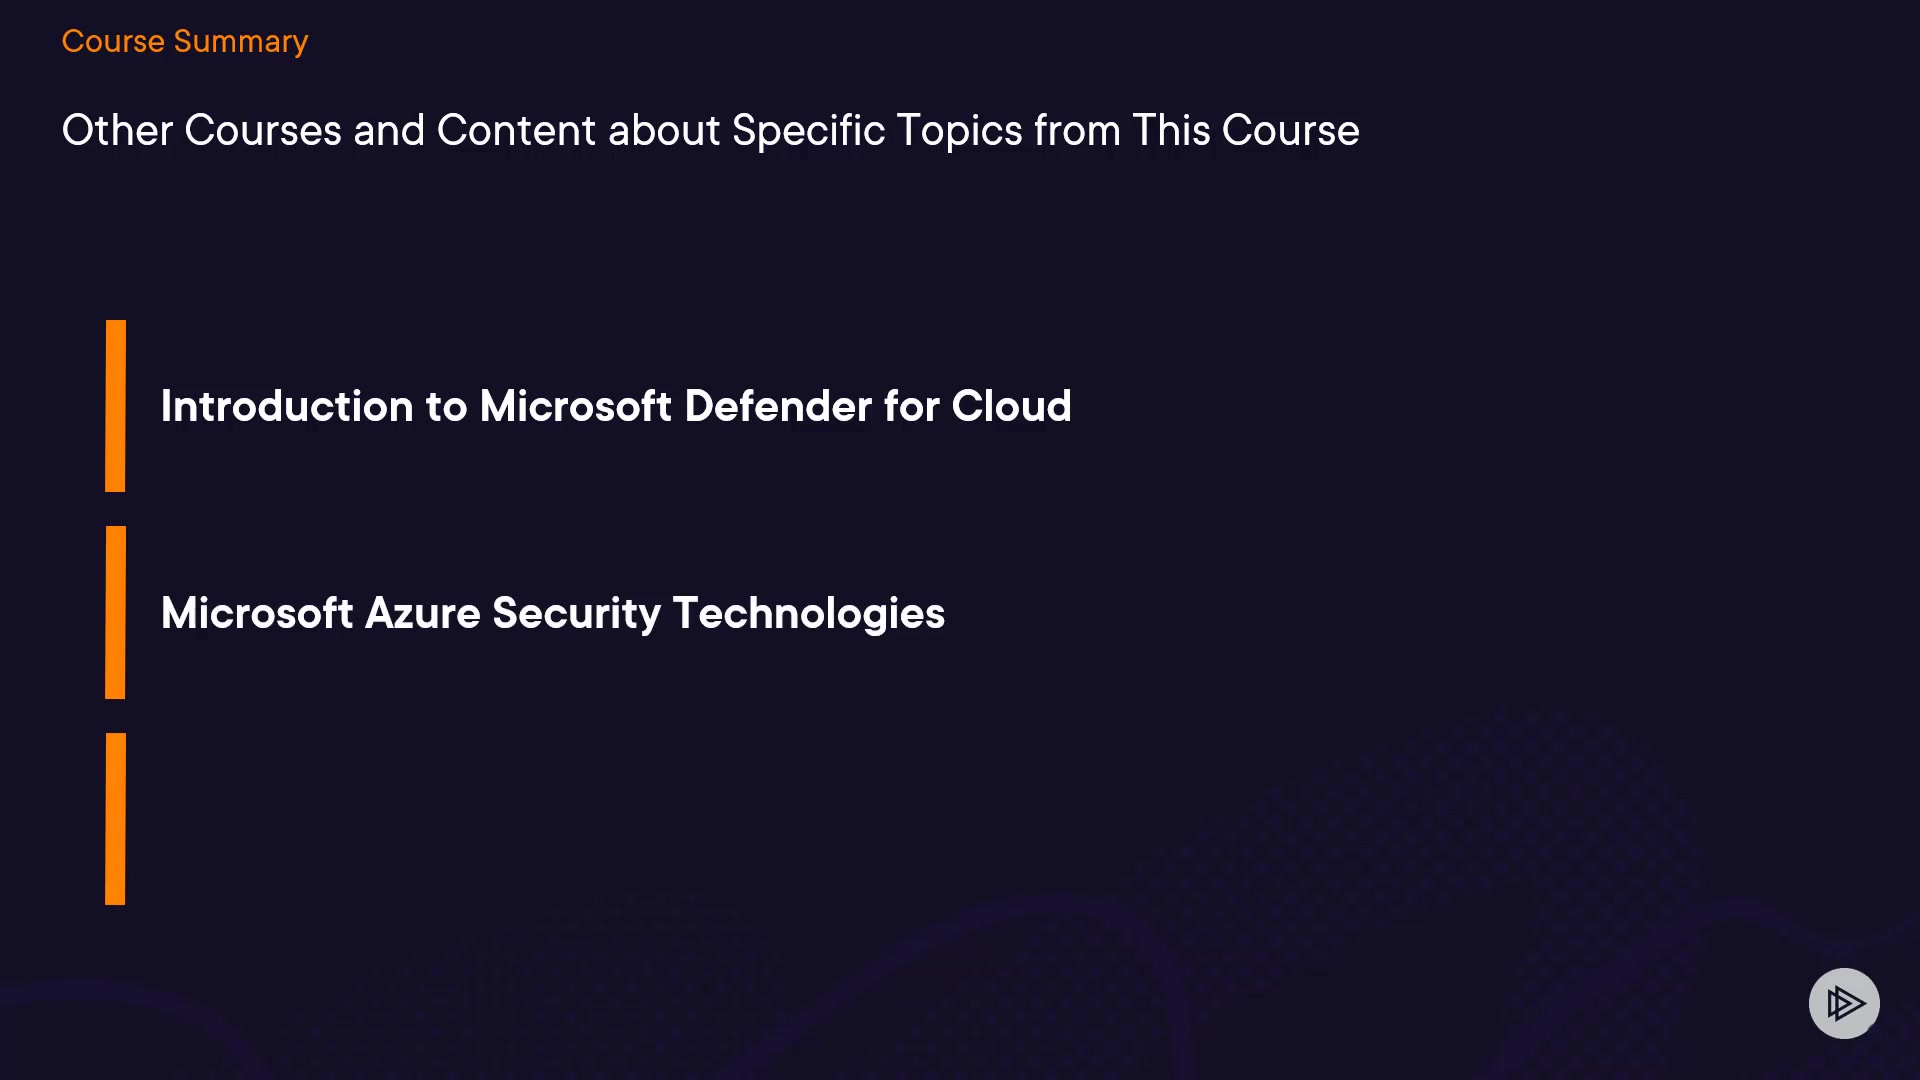 Course Summary
Other Courses and Content about Specific Topics from This Course
Introduction to Microsoft Defender for Cloud
Microsoft Azure Security Technologies